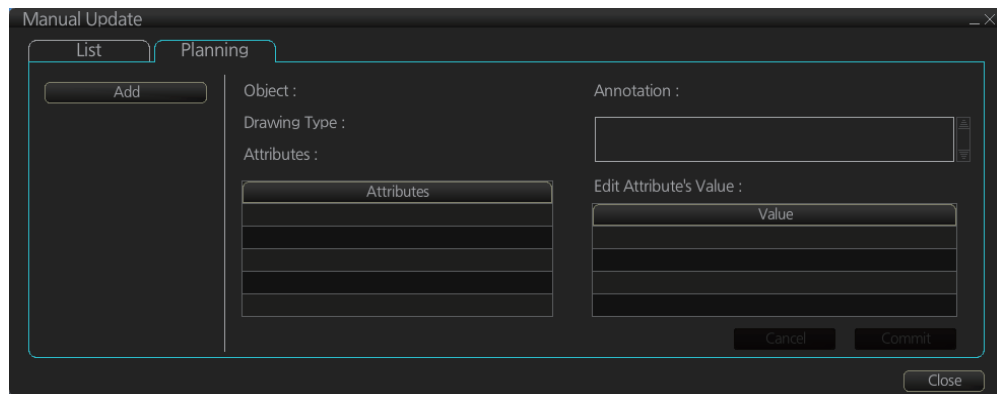 Manual Update
List
Planning
Add
Object :
Drawing Type :
Attributes :
Attributes
Annotation :
Edit Attribute's Value :
Value
Cancel
Commit
Close